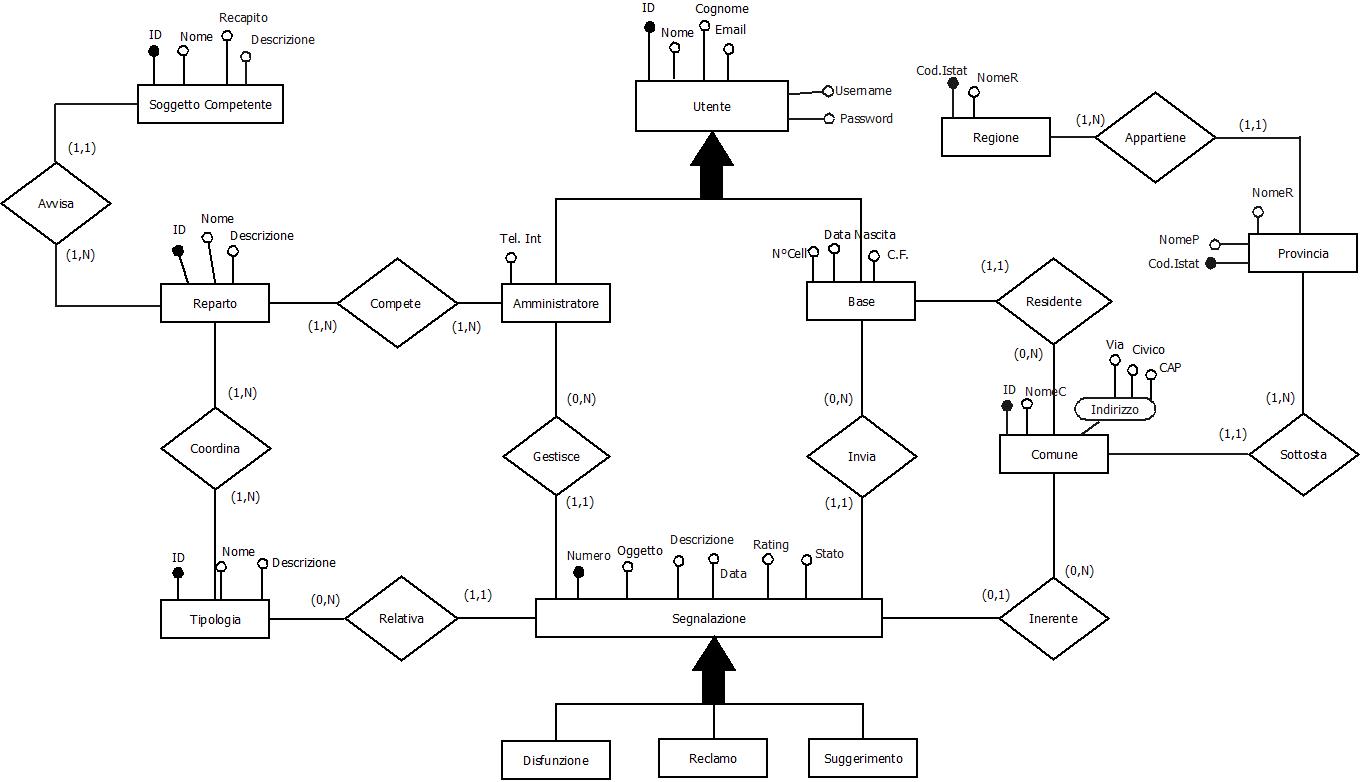 ID
Cognome
Recapito
Nome
Email
ID
Nome
Descrizione
Cod.Istat
NomeR
Username
Password
Soggetto Competente
Utente
Regione
(1,N)
Appartiene
(1,1)
(1,1)
Avvisa
(1,N)
NomeR
NomeP
Cod.Istat
Provincia
ID
Nome
Descrizione
Tel. Int
N°Cell
Data Nascita
C.F.
(1,1)
Reparto
(1,N)
Compete
(1,N)
Amministratore
Base
Residente
(0,N)
Via
Civico
CAP
ID
NomeC
Indirizzo
(1,N)
(0,N)
(0,N)
(1,N)
Coordina
Gestisce
Invia
Comune
(1,1)
Sottosta
(1,N)
(1,1)
(1,1)
ID
Nome
Descrizione
Numero
Oggetto
Descrizione
Data
Rating
Stato
(0,N)
Tipologia
(0,N)
Relativa
(1,1)
Segnalazione
(0,1)
Inerente
Disfunzione
Reclamo
Suggerimento